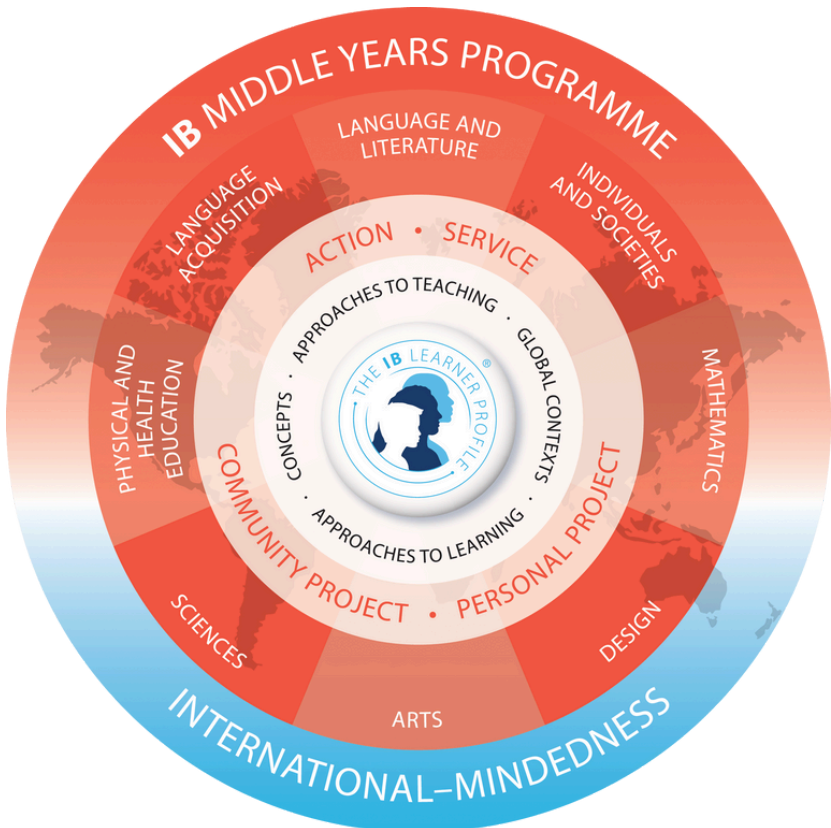 IB MIDDLE YEARS PROGRAMME
LANGUAGE AND
LITERATURE
INDIVIDUALS
AND SOCIETIES
MATHEMATICS
DESIGN
ARTS
SCIENCES
PHYSICAL AND
HEALTH
EDUCATION
LANGUAGE
ACQUISITION
ACTION • SERVICE
PERSONAL PROJECT •
COMMUNITY PROJECT
APPROACHES TO TEACHING ·
GLOBAL CONTEXTS ·
APPROACHES TO LEARNING ·
CONCEPTS ·
THE IB LEARNER PROFILE ®
INTERNATIONAL–MINDEDNESS